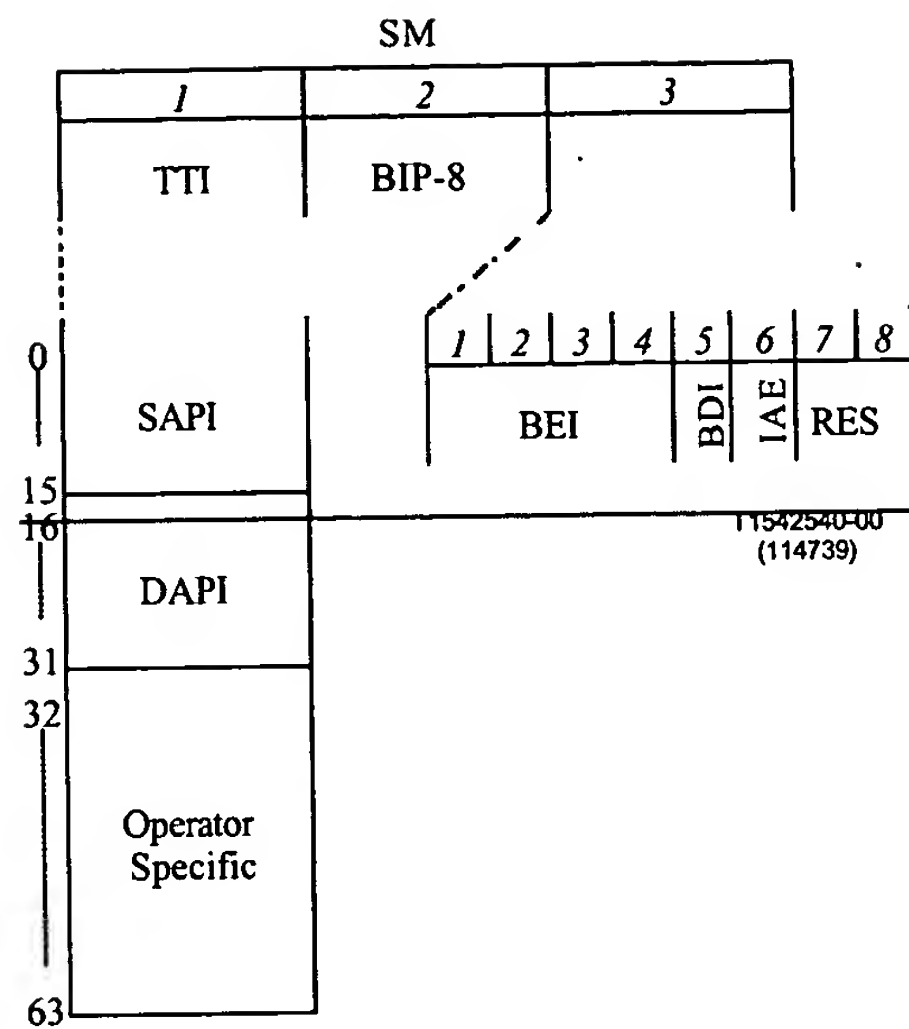 SM
1 2 3
TTI BIP-8
1 2 3 4 5 6 7 8
0
SAPI BEI BDI IAE RES
15
16
T1542540-00
(114739)
DAPI
31
32
Operator
Specific
63